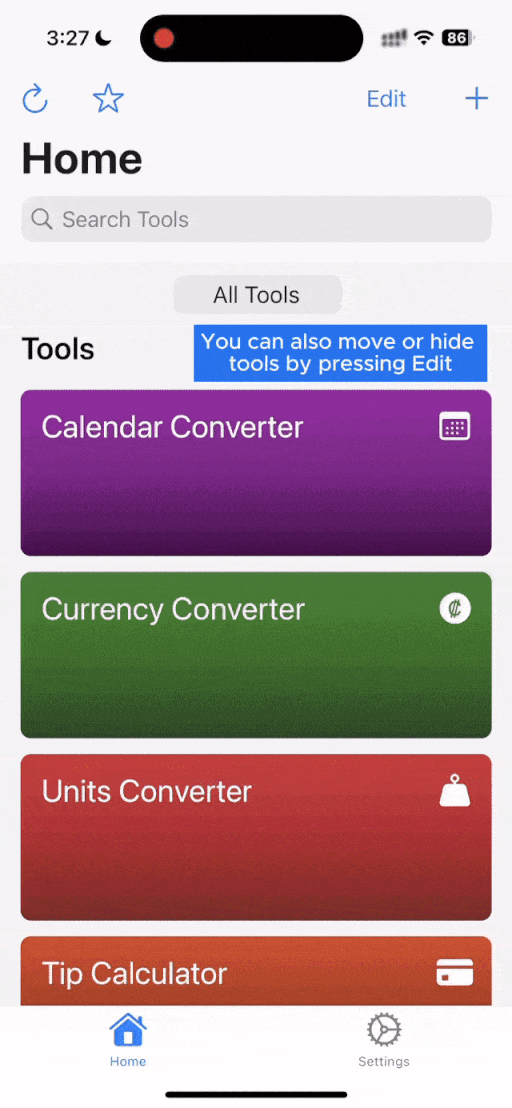 3:27
86
Edit
Home
Search Tools
All Tools
Tools
You can also move or hide
tools by pressing Edit
Calendar Converter
Currency Converter
₡
Units Converter
Tip Calculator
Home
Settings